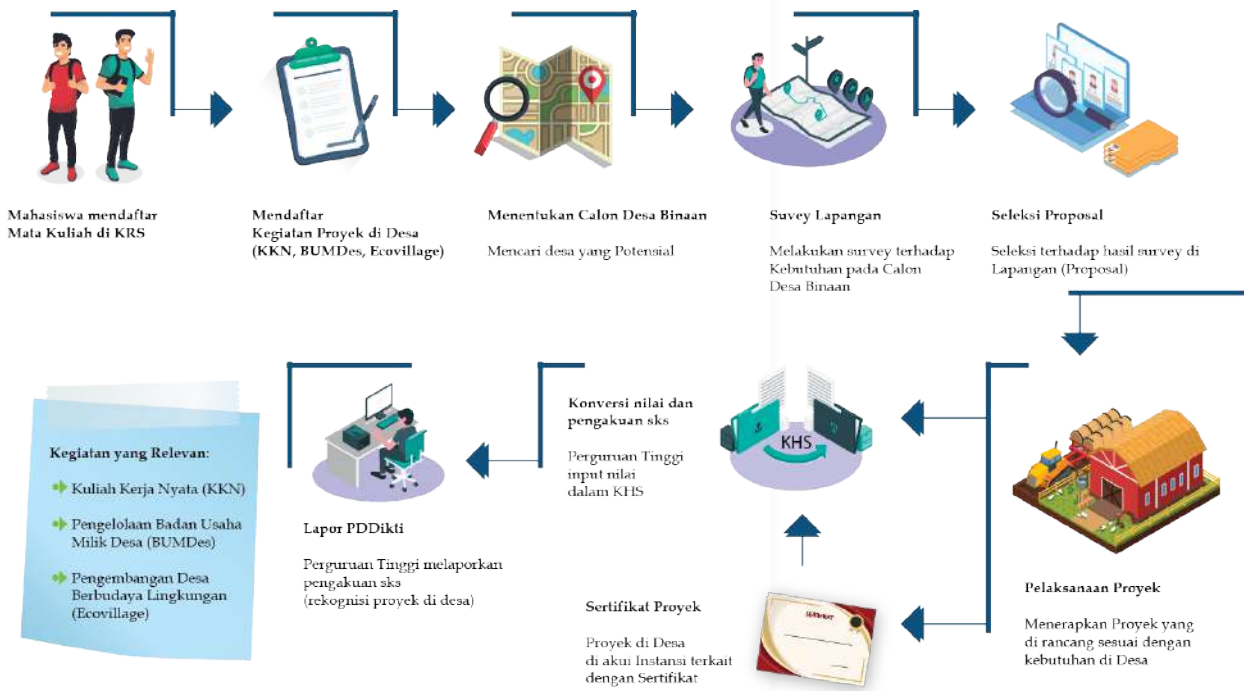 Mahasiswa mendaftar
Mata Kuliah di KRS
Mendaftar
Kegiatan Proyek di Desa
(KKN, BUMDes, Ecovillage)
Menentukan Calon Desa Binaan
Mencari desa yang Potensial
Suvey Lapangan
Melakukan survey terhadap
Kebutuhan pada Calon
Desa Binaan
Seleksi Proposal
Seleksi terhadap hasil survey di
Lapangan (Proposal)
Pelaksanaan Proyek
Menerapkan Proyek yang
di rancang sesuai dengan
kebutuhan di Desa
KHS
Sertifikat Proyek
Proyek di Desa
di akui Instansi terkait
dengan Sertifikat
SERTIFIKAT
Konversi nilai dan
pengakuan sks
Perguruan Tinggi
input nilai
dalam KHS
Lapor PDDikti
Perguruan Tinggi melaporkan
pengakuan sks
(rekognisi proyek di desa)
Kegiatan yang Relevan:
Kuliah Kerja Nyata (KKN)
Pengelolaan Badan Usaha
Milik Desa (BUMDes)
Pengembangan Desa
Berbudaya Lingkungan
(Ecovillage)